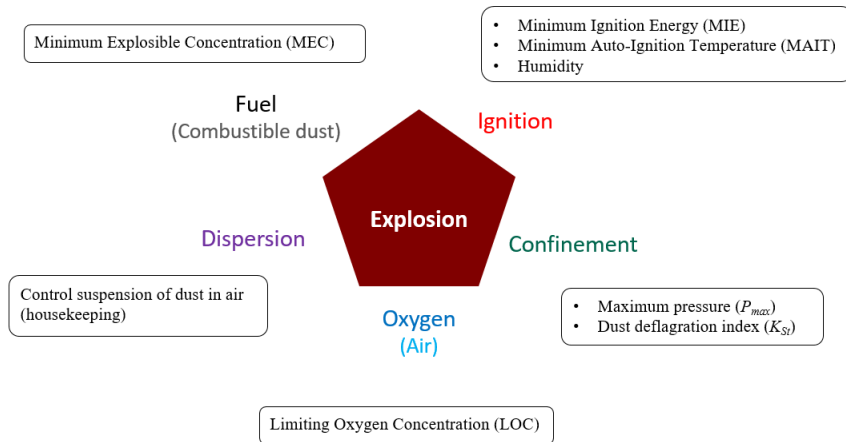 Minimum Explosible Concentration (MEC)
• Minimum Ignition Energy (MIE)
• Minimum Auto-Ignition Temperature (MAIT)
• Humidity
Fuel
(Combustible dust)
Ignition
Explosion
Dispersion
Confinement
Control suspension of dust in air
(housekeeping)
• Maximum pressure (Pmax)
• Dust deflagration index (KSt)
Oxygen
(Air)
Limiting Oxygen Concentration (LOC)